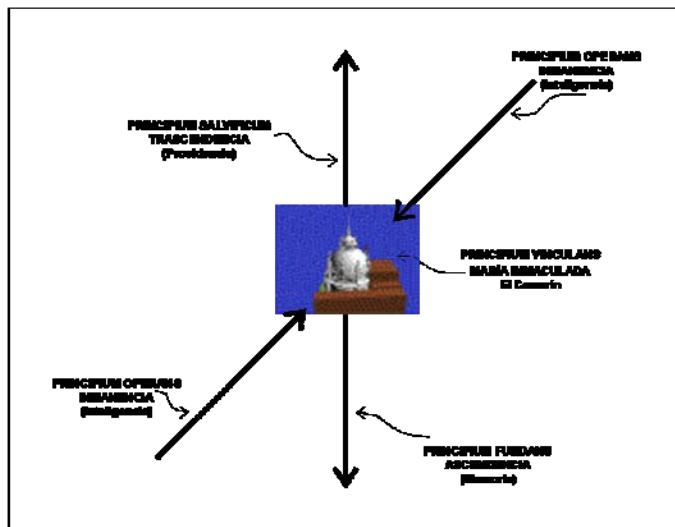 PRINCIPIUM OPERANS
INMANENCIA
(Inteligencia)
PRINCIPIUM SALVIFICUM
TRASCENDENCIA
(Providencia)
PRINCIPIUM VINCULANS
MARÍA INMACULADA
El Camarín
PRINCIPIUM OPERANS
INMANENCIA
(Inteligencia)
PRINCIPIUM FUNDANS
ASCENDENCIA
(Memoria)